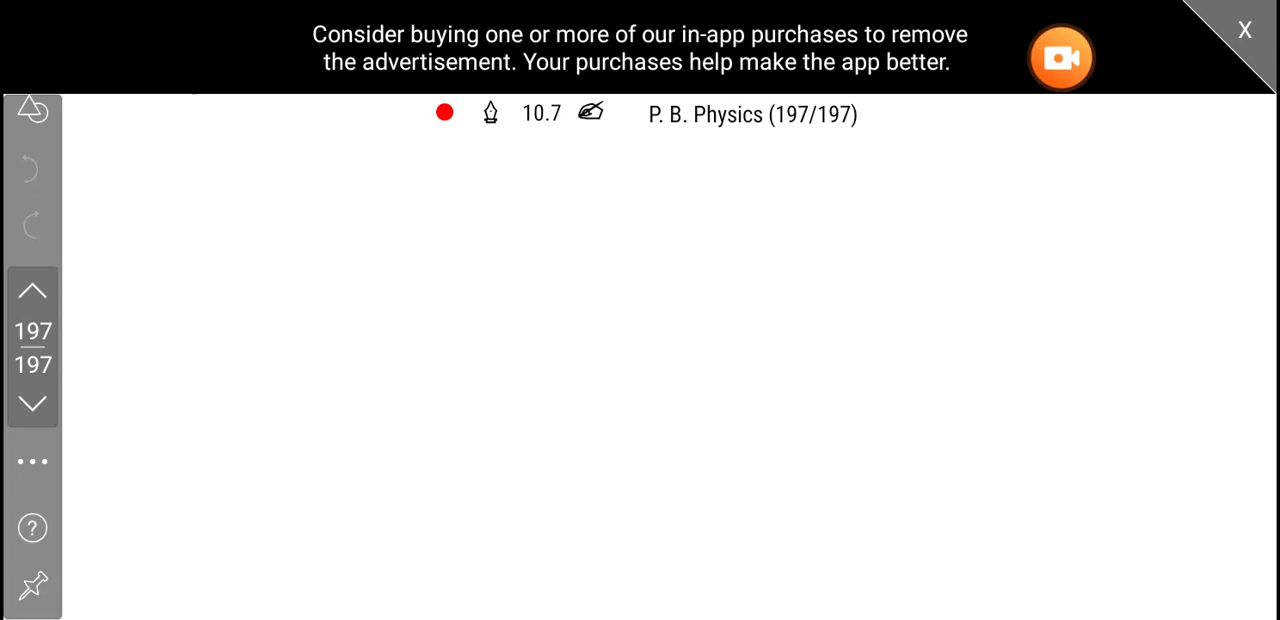 Consider buying one or more of our in-app purchases to remove
the advertisement. Your purchases help make the app better.
X
10.7
P. B. Physics (197/197)
197
197
?